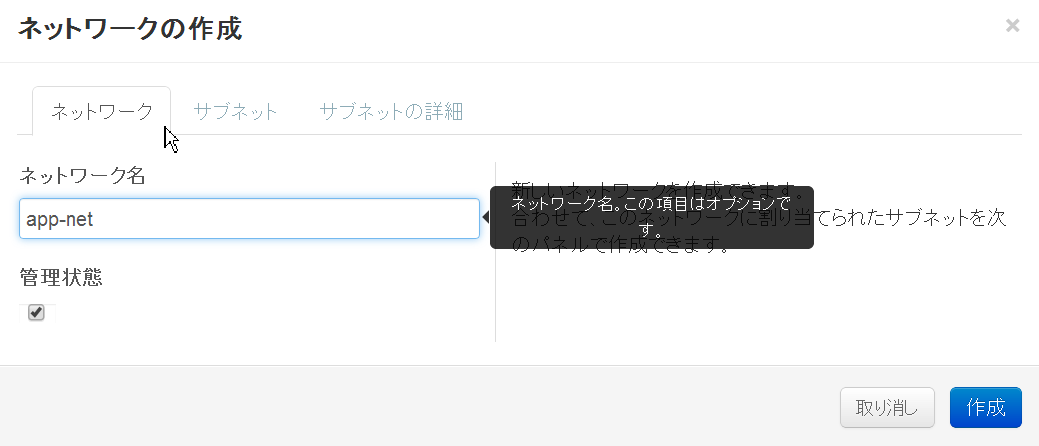 ネットワークの作成
×
ネットワーク サブネット サブネットの詳細
ネットワーク名
app-net
管理状態
新しいネットワークを作成できます。
合わせて、このネットワークに割り当てられたサブネットを次
のパネルで作成できます。
ネットワーク名。この項目はオプションで
す。
取り消し 作成